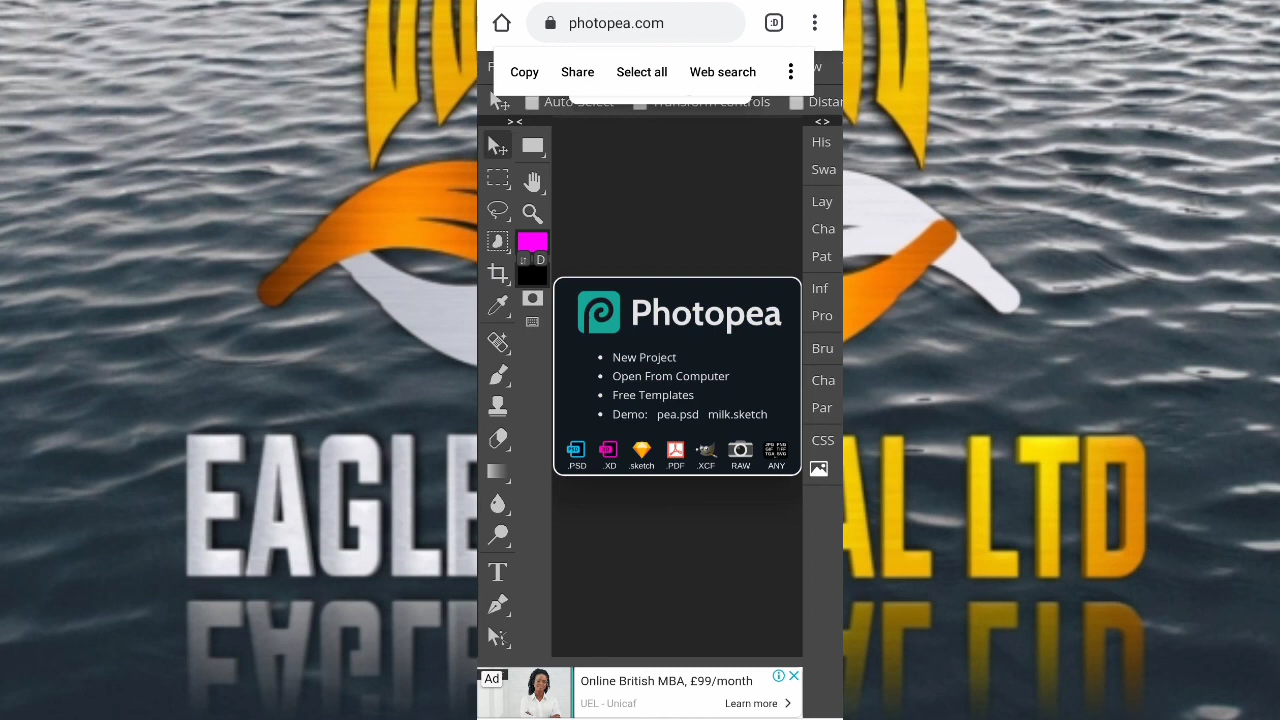 photopea.com
:D
Copy Share Select all Web search
Auto-Select Transform controls Distan
> < < >
His
Swa
Lay
Cha
Pat
D
Inf
Pro
Bru
Cha
Par
CSS
Photopea
New Project
Open From Computer
Free Templates
Demo: pea.psd milk.sketch
.PSD .XD .sketch .PDF .XCF RAW ANY
T
EAGLE AL LTD
Ad
Online British MBA, £99/month
UEL - Unicaf
Learn more >